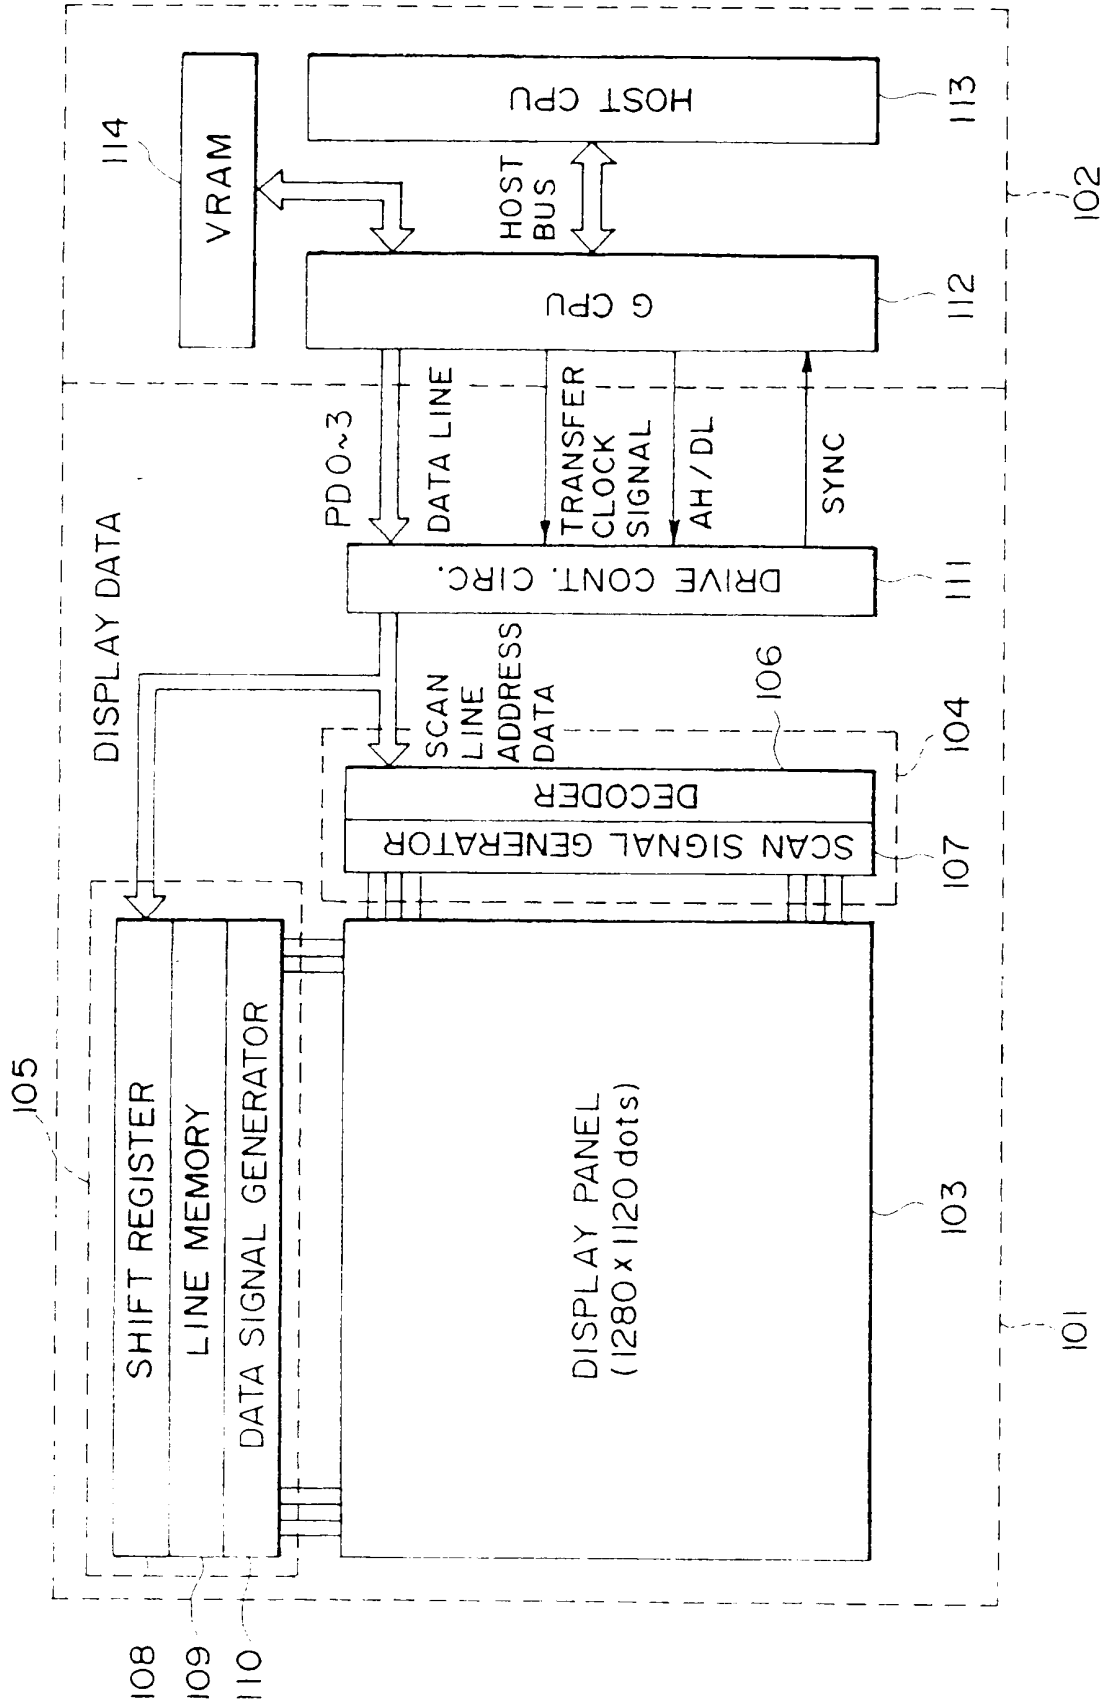 105
108
109
110
SHIFT REGISTER
LINE MEMORY
DATA SIGNAL GENERATOR
DISPLAY DATA
114
VRAM
DISPLAY PANEL
(1280 x 1120 dots)
103
SCAN SIGNAL GENERATOR
107
DECODER
106
104
SCAN
LINE
ADDRESS
DATA
DRIVE CONT. CIRC.
111
PD0~3
DATA LINE
TRANSFER
CLOCK
SIGNAL
AH/DL
SYNC
G CPU
112
HOST
BUS
HOST CPU
113
101
102